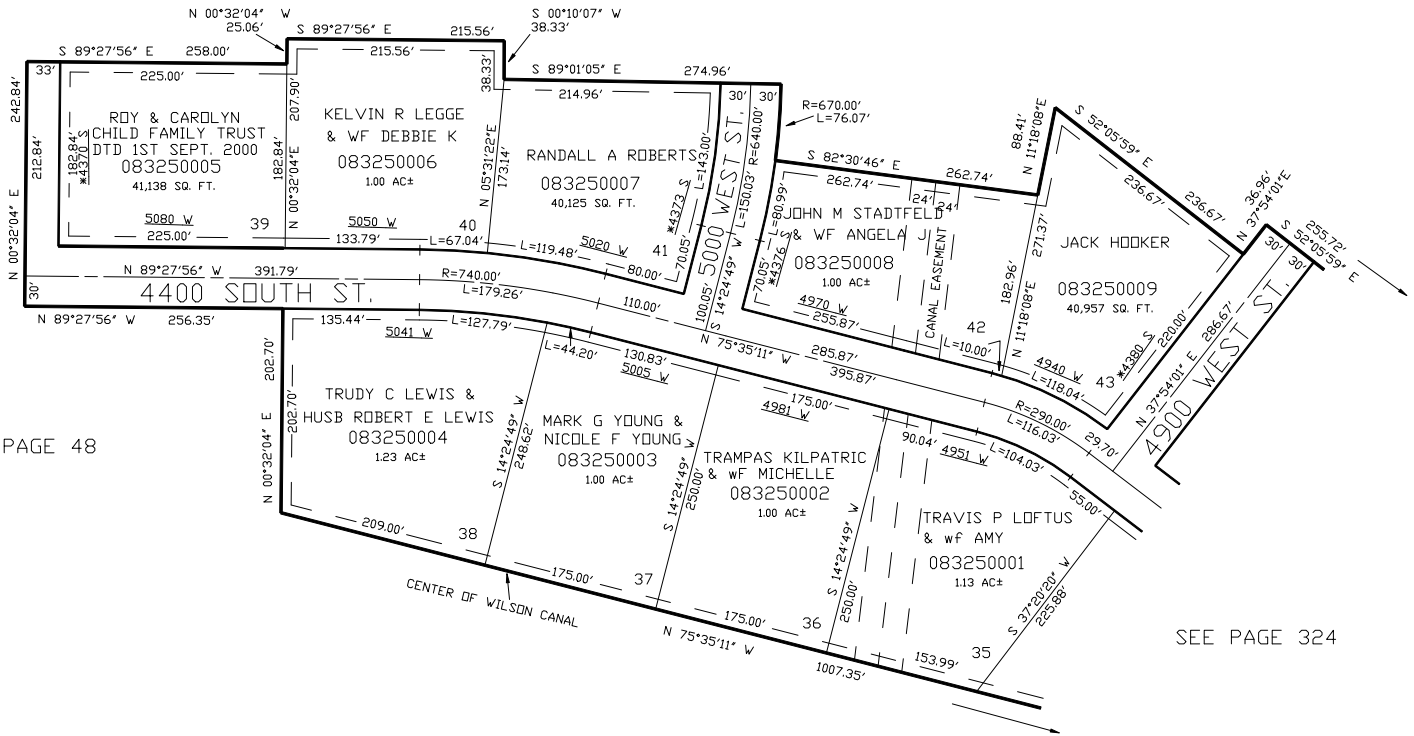 N 00°32'04" W
25.06'
S 00°10'07" W
38.33'
S 89°27'56" E 258.00'
S 89°27'56" E 215.56'
215.56'
S 89°01'05" E 274.96'
33'
225.00'
242.84'
N 00°32'04" E
212.84'
182.84'
*4370 S
ROY & CAROLYN
CHILD FAMILY TRUST
DTD 1ST SEPT. 2000
083250005
41,138 SQ. FT.
5080 W
225.00'
39
207.90'
182.84'
N 00°32'04"E
KELVIN R LEGGE
& WF DEBBIE K
083250006
1.00 AC±
5050 W
133.79'
40
L=67.04'
38.33'
N 05°31'22"E
173.14'
214.96'
RANDALL A ROBERTS
083250007
40,125 SQ. FT.
L=143.00'
*4373 S
70.05'
5020 W
41
L=119.48'
80.00'
30'
30'
5000 WEST ST.
R=640.00'
L=150.03'
S 14°24'49" W
100.05'
R=670.00'
L=76.07'
L=80.99'
S 82°30'46" E
262.74'
262.74'
24'
24'
JOHN M STADTFELD
& WF ANGELA J
083250008
1.00 AC±
*4376 S
70.05'
4970 W
255.87'
CANAL EASEMENT
42
L=10.00'
88.41'
N 11°18'08"E
271.37'
182.96'
N 11°18'08"E
S 52°05'59" E
236.67'
236.67'
JACK HOOKER
083250009
40,957 SQ. FT.
4940 W
L=118.04'
43
*4380 S
220.00'
36.96'
N 37°54'01"E
255.72'
S 52°05'59" E
30'
30'
N 37°54'01" E 286.67'
4900 WEST ST.
30'
N 89°27'56" W 391.79'
4400 SOUTH ST.
R=740.00'
L=179.26'
110.00'
N 75°35'11" W
285.87'
395.87'
R=290.00'
L=116.03'
29.70'
N 89°27'56" W 256.35'
135.44'
5041 W
L=127.79'
202.70'
N 00°32'04" E
202.70'
TRUDY C LEWIS &
HUSB ROBERT E LEWIS
083250004
1.23 AC±
209.00'
38
S 14°24'49" W
248.62'
L=44.20'
130.83'
5005 W
MARK G YOUNG &
NICOLE F YOUNG
083250003
1.00 AC±
175.00'
37
S 14°24'49" W
250.00'
175.00'
4981 W
TRAMPAS KILPATRIC
& wF MICHELLE
083250002
1.00 AC±
175.00'
36
S 14°24'49" W
250.00'
90.04'
4951 W
L=104.03'
55.00'
TRAVIS P LOFTUS
& wf AMY
083250001
1.13 AC±
153.99'
35
S 37°20'20" W
225.88'
CENTER OF WILSON CANAL
N 75°35'11" W
1007.35'
PAGE 48
SEE PAGE 324